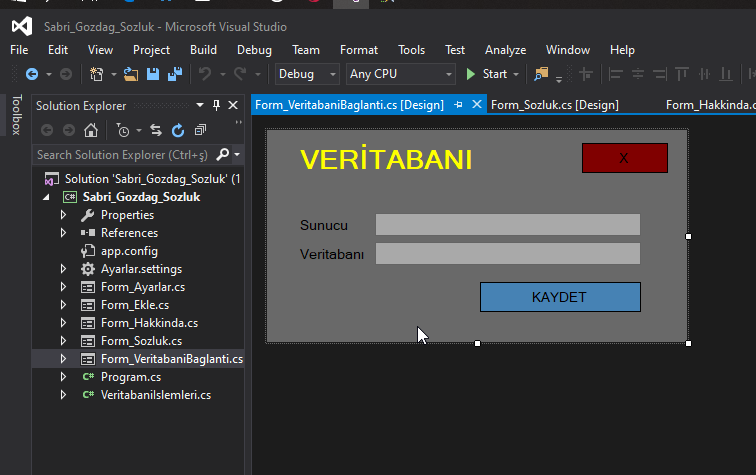 Sabri_Gozdag_Sozluk - Microsoft Visual Studio
File Edit View Project Build Debug Team Format Tools Test Analyze Window Help
Debug Any CPU Start
Toolbox
Solution Explorer
Search Solution Explorer (Ctrl+ş)
Solution 'Sabri_Gozdag_Sozluk' (1
Sabri_Gozdag_Sozluk
Properties
References
app.config
Ayarlar.settings
Form_Ayarlar.cs
Form_Ekle.cs
Form_Hakkinda.cs
Form_Sozluk.cs
Form_VeritabaniBaglanti.cs
Program.cs
VeritabaniIslemleri.cs
Form_VeritabaniBaglanti.cs [Design] Form_Sozluk.cs [Design] Form_Hakkinda.c
VERİTABANI
X
Sunucu
Veritabanı
KAYDET